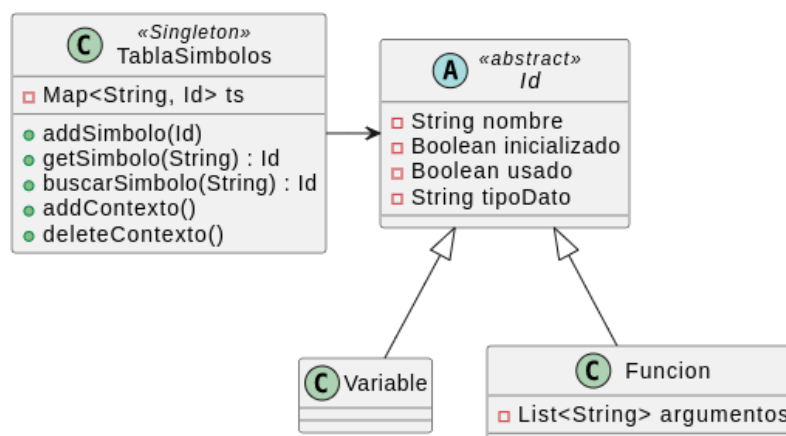 C «Singleton»
TablaSimbolos
Map<String, Id> ts
addSimbolo(Id)
getSimbolo(String) : Id
buscarSimbolo(String) : Id
addContexto()
deleteContexto()
A «abstract»
Id
String nombre
Boolean inicializado
Boolean usado
String tipoDato
C Variable
C Funcion
List<String> argumentos